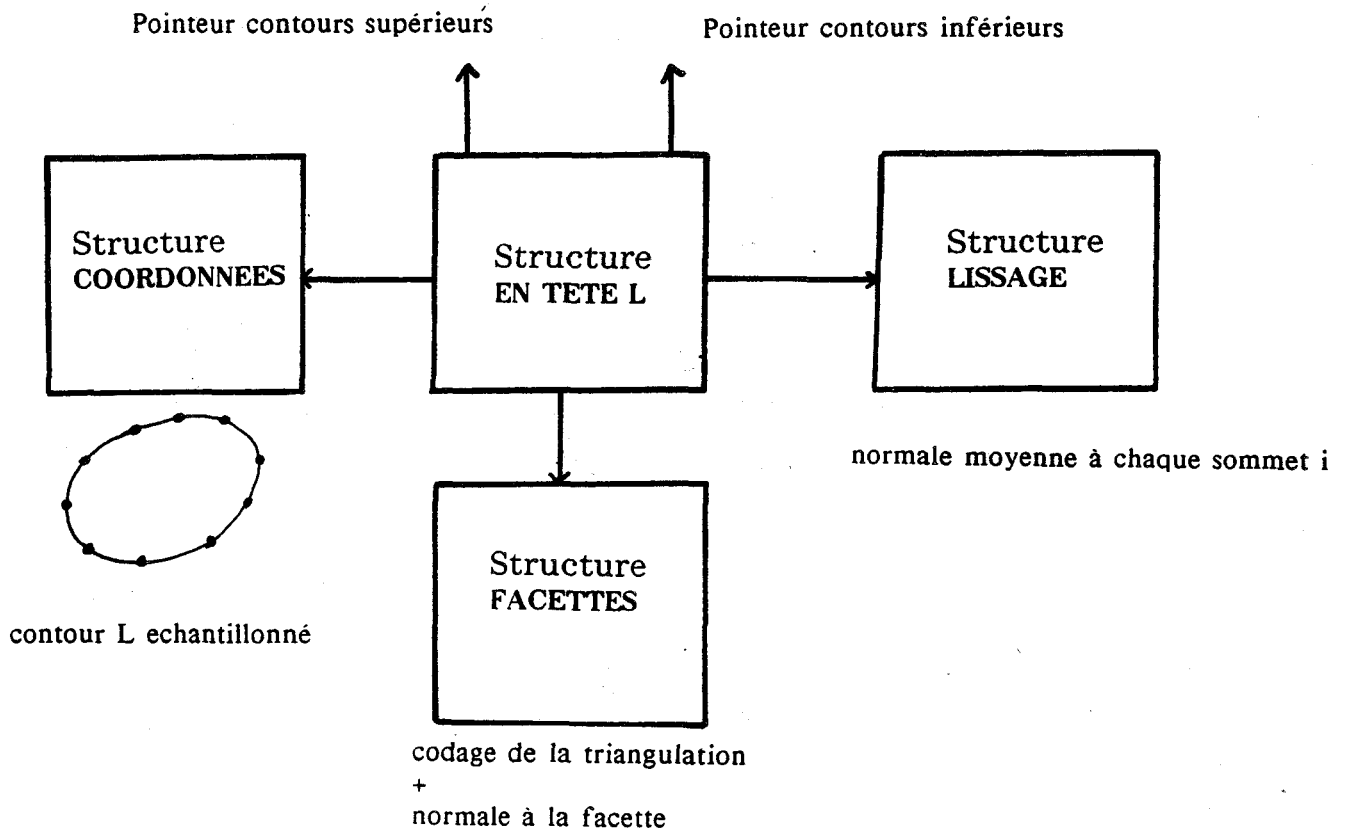 Pointeur contours supérieurs
Pointeur contours inférieurs
Structure
COORDONNEES
Structure
EN TETE L
Structure
LISSAGE
normale moyenne à chaque sommet i
Structure
FACETTES
contour L echantillonné
codage de la triangulation
+
normale à la facette